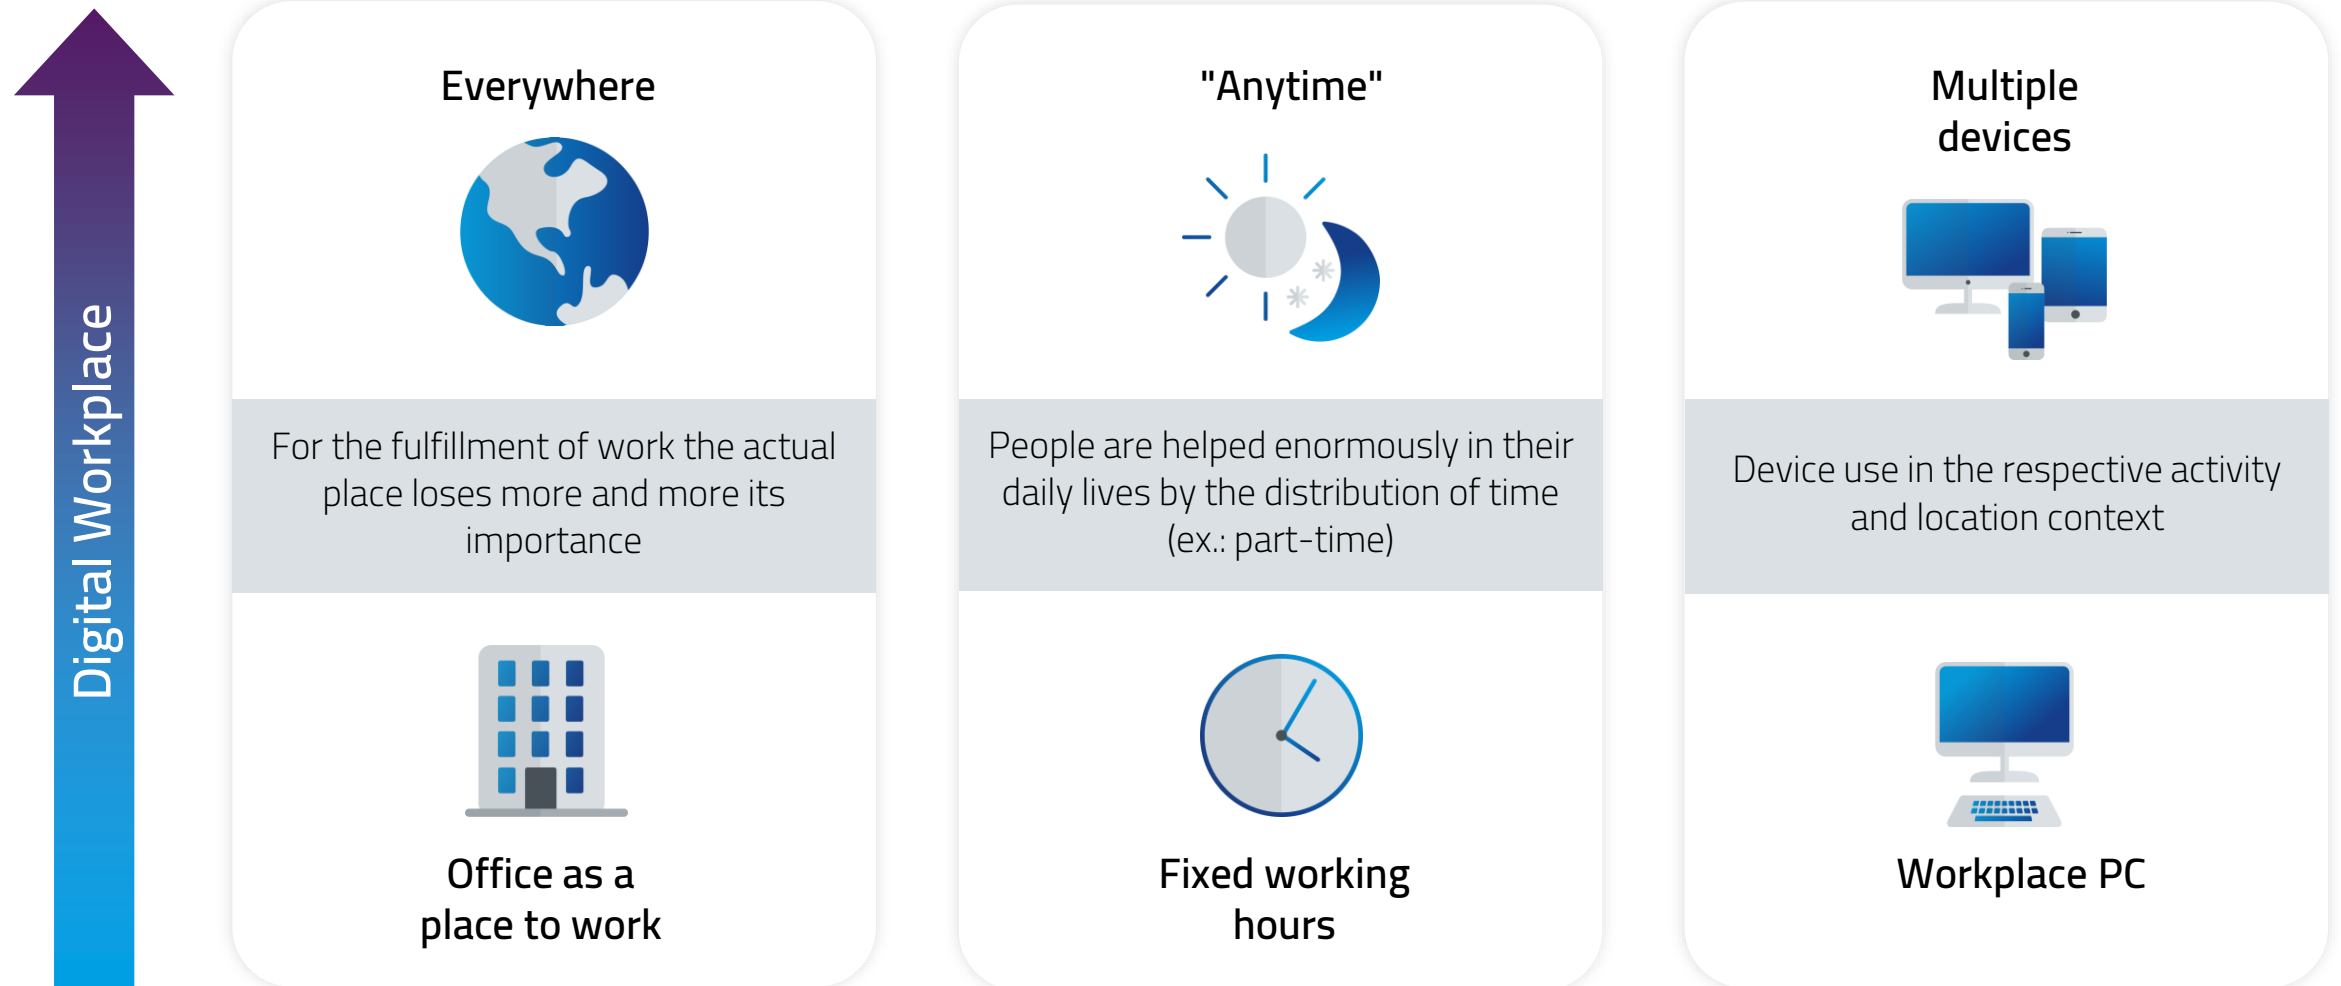 Digital Workplace
Everywhere
For the fulfillment of work the actual
place loses more and more its
importance
Office as a
place to work
"Anytime"
People are helped enormously in their
daily lives by the distribution of time
(ex.: part-time)
Fixed working
hours
Multiple
devices
Device use in the respective activity
and location context
Workplace PC